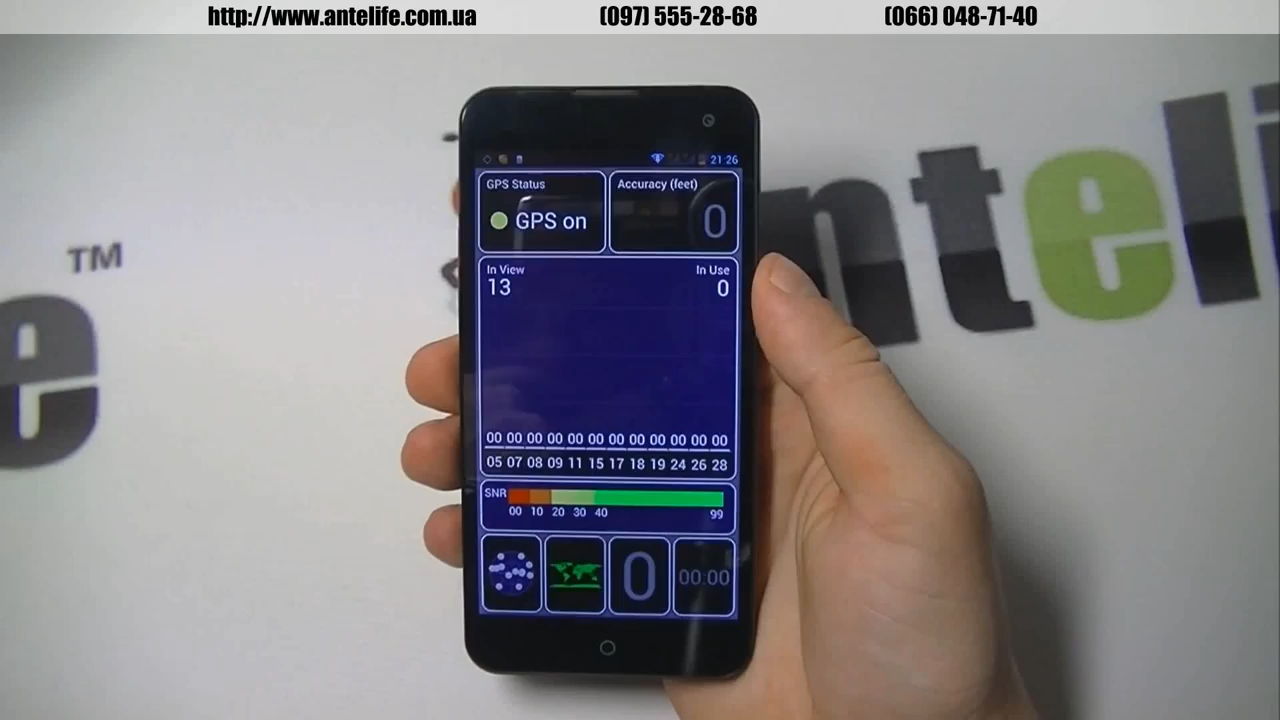 http://www.antelife.com.ua (097) 555-28-68 (066) 048-71-40
TM
e
anteli
21:26
GPS Status
GPS on
Accuracy (feet)
0
In View
13
In Use
0
00 00 00 00 00 00 00 00 00 00 00 00
05 07 08 09 11 15 17 18 19 24 26 28
SNR
00 10 20 30 40 99
0
00:00